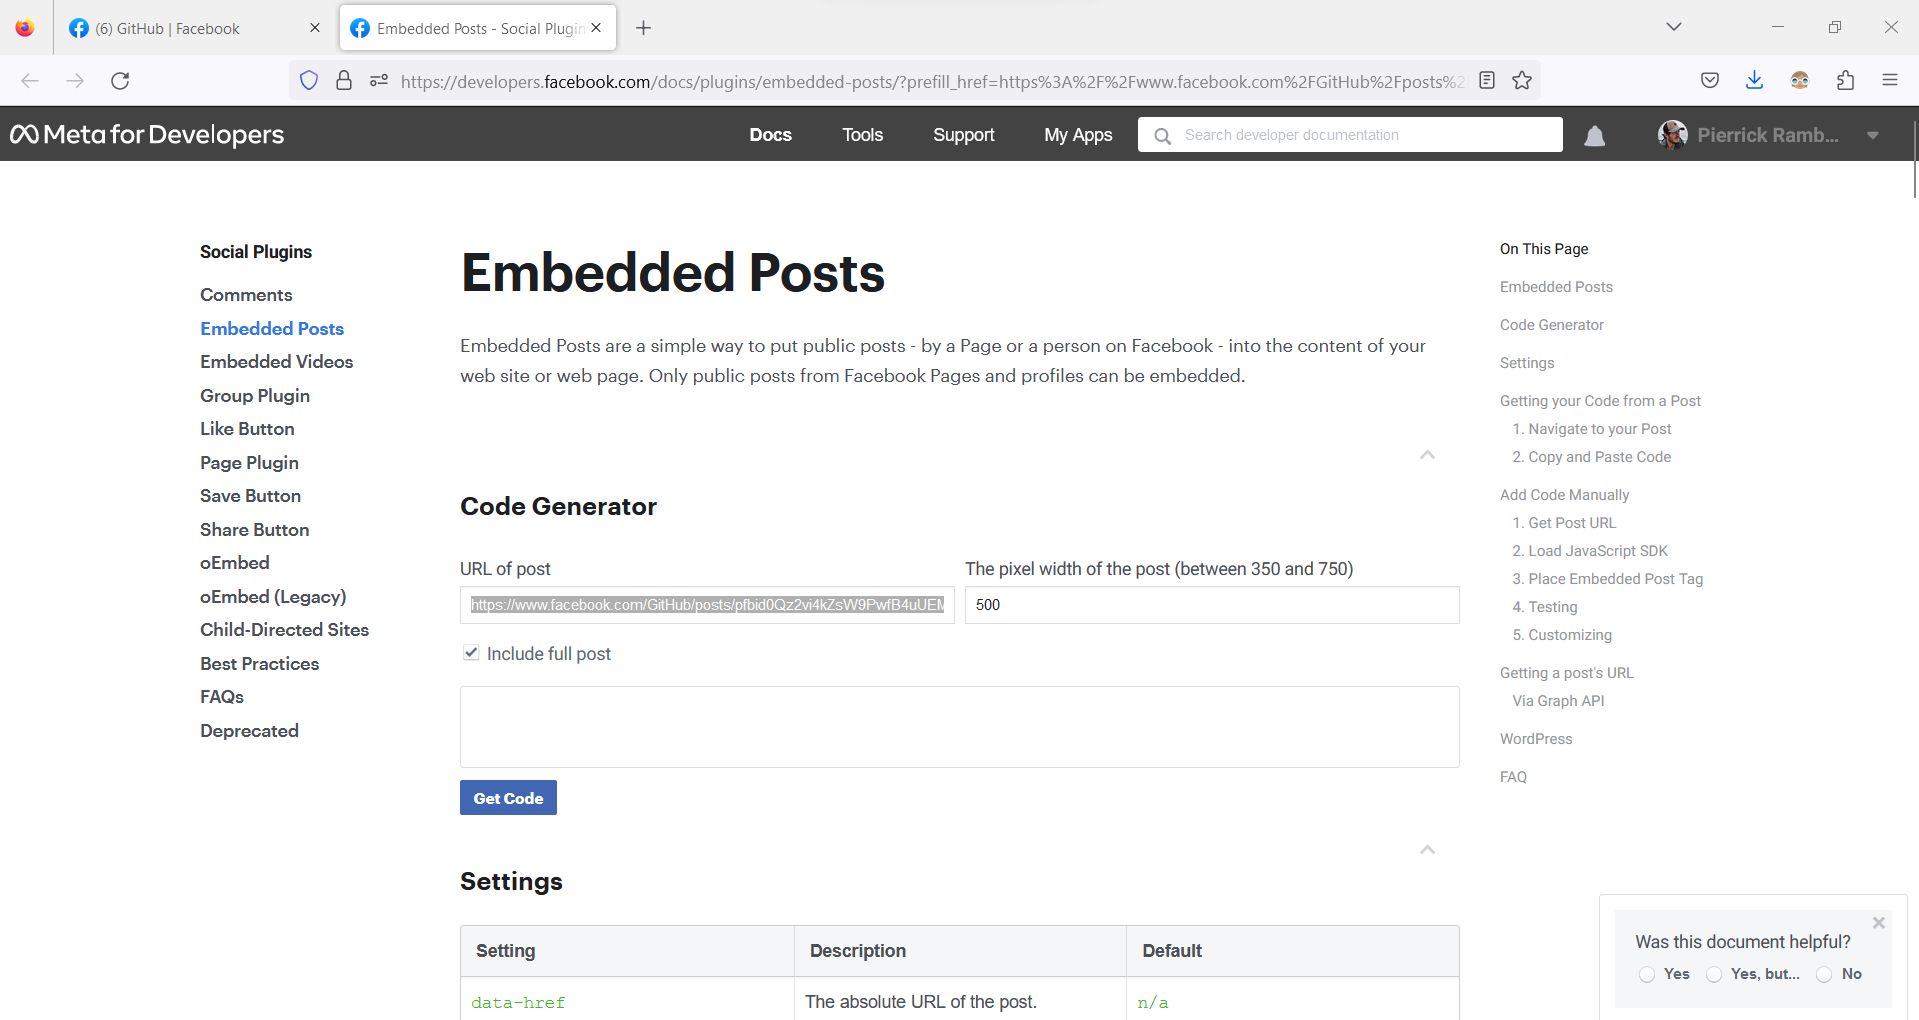 (6) GitHub | Facebook
Embedded Posts - Social Plugin
https://developers.facebook.com/docs/plugins/embedded-posts/?prefill_href=https%3A%2F%2Fwww.facebook.com%2FGitHub%2Fposts%2
Meta for Developers
Docs
Tools
Support
My Apps
Search developer documentation
Pierrick Ramb...
Social Plugins
Comments
Embedded Posts
Embedded Videos
Group Plugin
Like Button
Page Plugin
Save Button
Share Button
oEmbed
oEmbed (Legacy)
Child-Directed Sites
Best Practices
FAQs
Deprecated
Embedded Posts
Embedded Posts are a simple way to put public posts - by a Page or a person on Facebook - into the content of your
web site or web page. Only public posts from Facebook Pages and profiles can be embedded.
Code Generator
URL of post
The pixel width of the post (between 350 and 750)
https://www.facebook.com/GitHub/posts/pfbid0Qz2vi4kZsW9PwfB4uUEM
500
Include full post
Get Code
Settings
Setting
Description
Default
data-href
The absolute URL of the post.
n/a
On This Page
Embedded Posts
Code Generator
Settings
Getting your Code from a Post
1. Navigate to your Post
2. Copy and Paste Code
Add Code Manually
1. Get Post URL
2. Load JavaScript SDK
3. Place Embedded Post Tag
4. Testing
5. Customizing
Getting a post's URL
Via Graph API
WordPress
FAQ
Was this document helpful?
Yes
Yes, but...
No